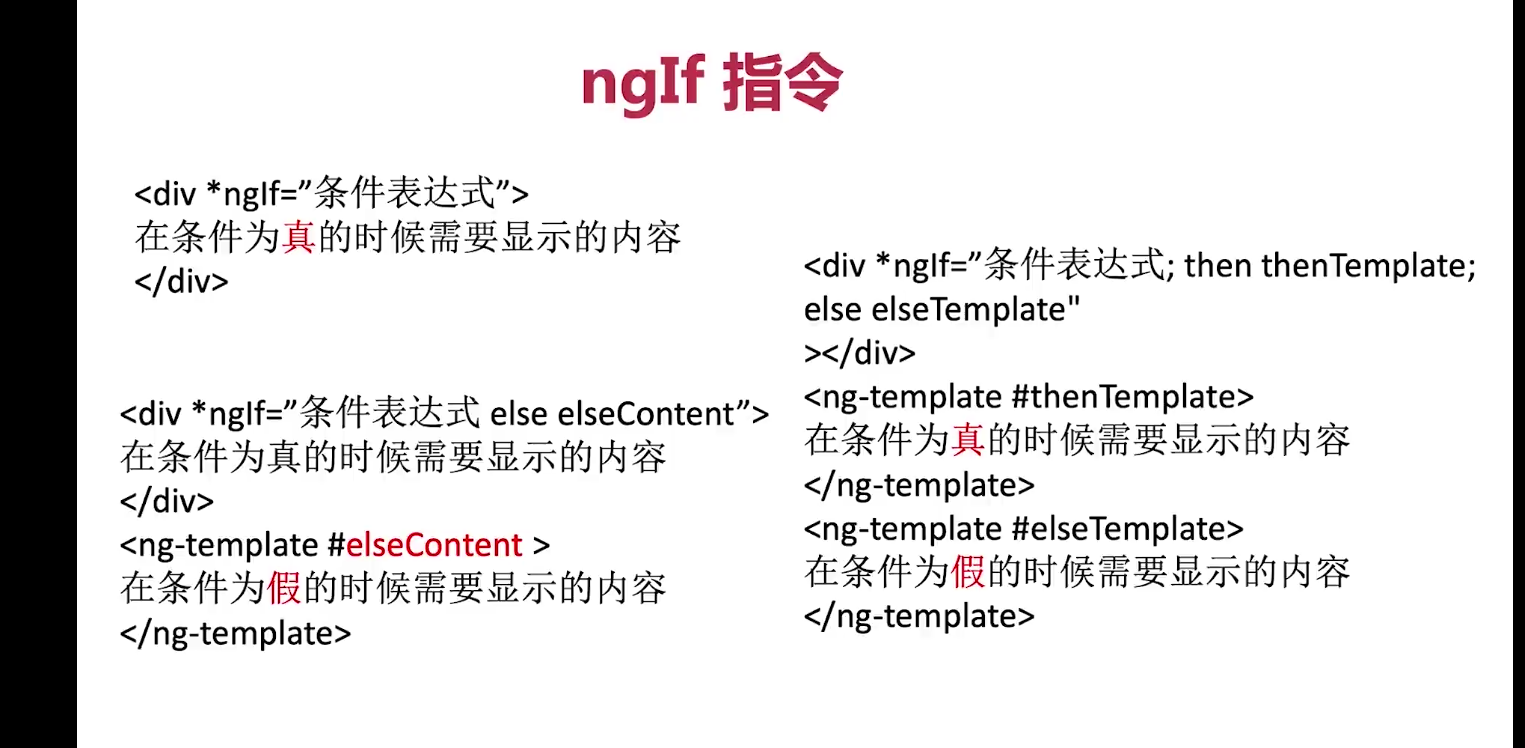 ngIf 指令
<div *ngIf=”条件表达式”>
在条件为真的时候需要显示的内容
</div>
<div *ngIf=”条件表达式 else elseContent”>
在条件为真的时候需要显示的内容
</div>
<ng-template #elseContent >
在条件为假的时候需要显示的内容
</ng-template>
<div *ngIf=”条件表达式; then thenTemplate;
else elseTemplate"
></div>
<ng-template #thenTemplate>
在条件为真的时候需要显示的内容
</ng-template>
<ng-template #elseTemplate>
在条件为假的时候需要显示的内容
</ng-template>